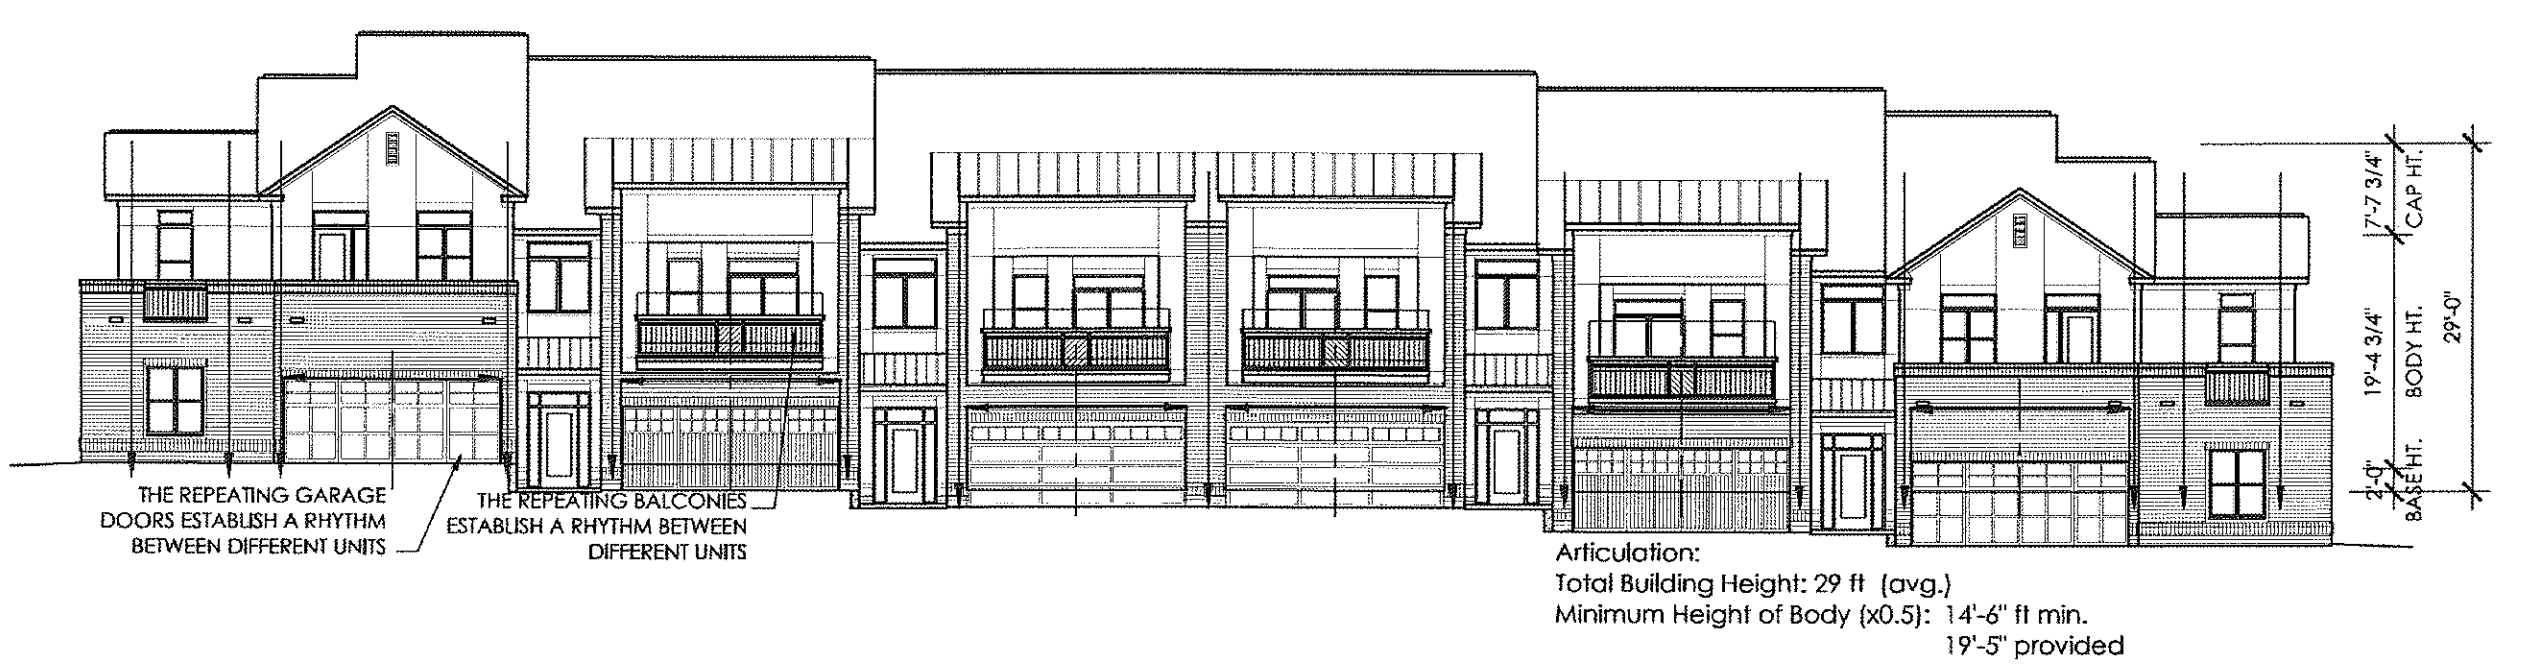 7'-7 3/4"
CAP HT.
19'-4 3/4"
BODY HT.
29'-0"
2'-0"
BASE HT.
THE REPEATING GARAGE
DOORS ESTABLISH A RHYTHM
BETWEEN DIFFERENT UNITS
THE REPEATING BALCONIES
ESTABLISH A RHYTHM BETWEEN
DIFFERENT UNITS
Articulation:
Total Building Height: 29 ft (avg.)
Minimum Height of Body (x0.5): 14'-6" ft min.
19'-5" provided